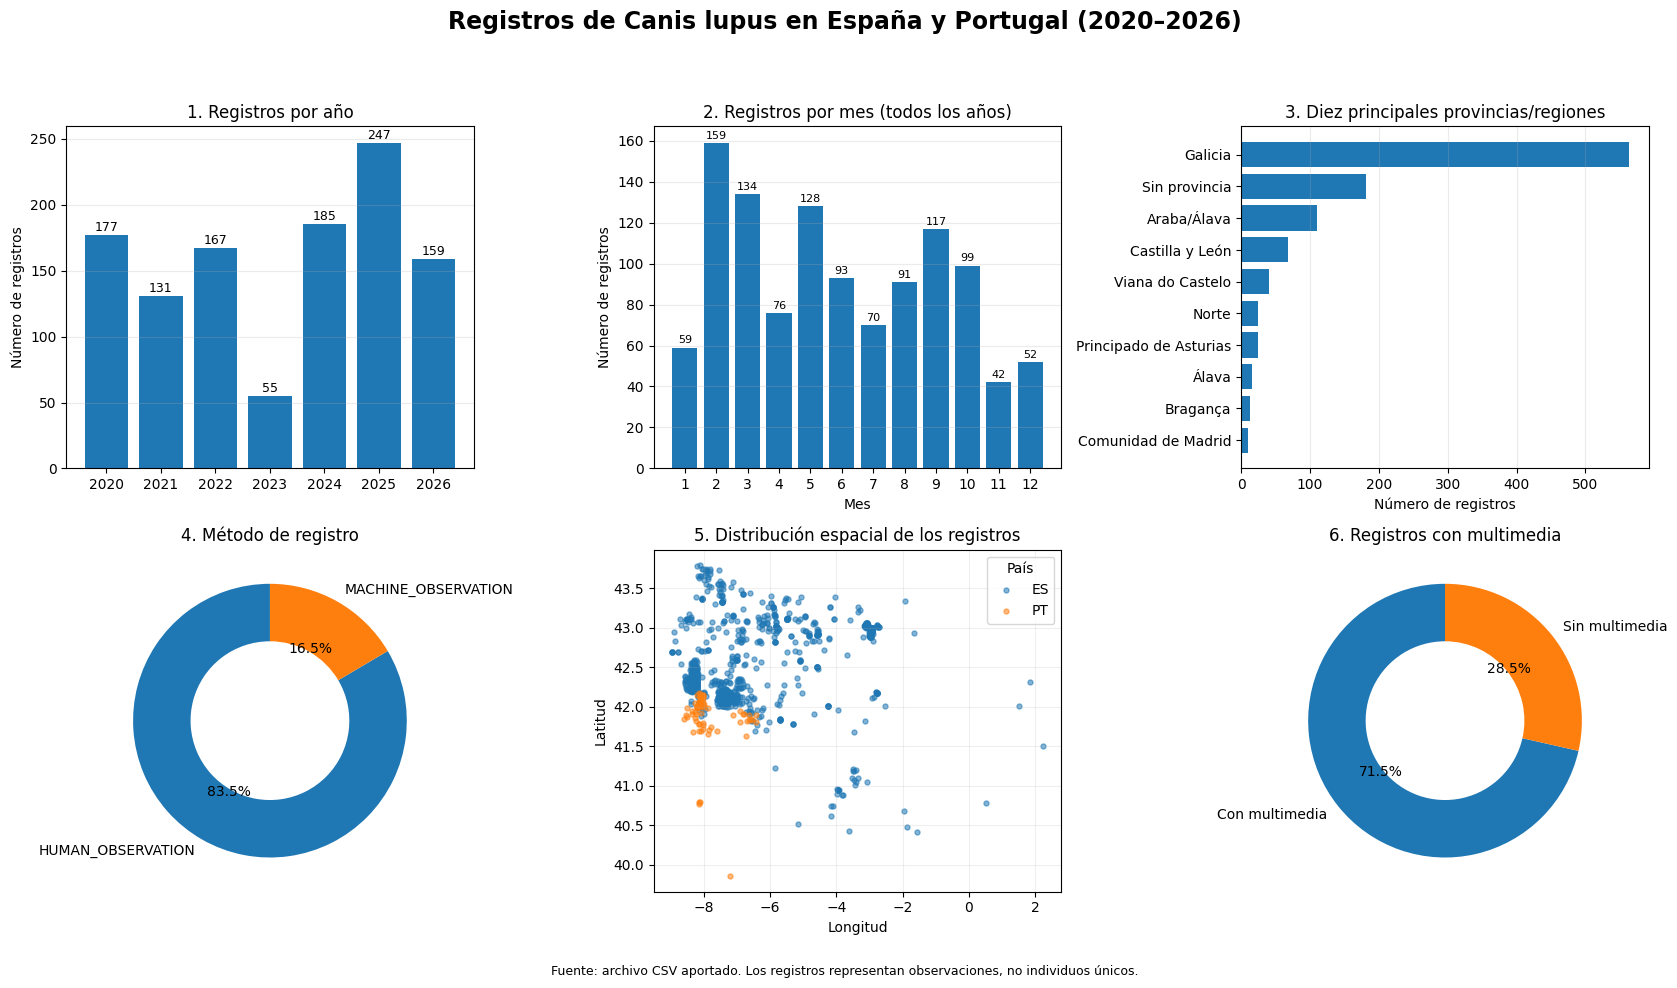 Registros de Canis lupus en España y Portugal (2020–2026)
1. Registros por año
Número de registros
250
200
150
100
50
0
177
131
167
55
185
247
159
2020 2021 2022 2023 2024 2025 2026
2. Registros por mes (todos los años)
Número de registros
160
140
120
100
80
60
40
20
0
59
159
134
76
128
93
70
91
117
99
42
52
1 2 3 4 5 6 7 8 9 10 11 12
Mes
3. Diez principales provincias/regiones
Galicia
Sin provincia
Araba/Álava
Castilla y León
Viana do Castelo
Norte
Principado de Asturias
Álava
Bragança
Comunidad de Madrid
0 100 200 300 400 500
Número de registros
4. Método de registro
MACHINE_OBSERVATION
16.5%
83.5%
HUMAN_OBSERVATION
5. Distribución espacial de los registros
País
ES
PT
Latitud
43.5
43.0
42.5
42.0
41.5
41.0
40.5
40.0
−8 −6 −4 −2 0 2
Longitud
6. Registros con multimedia
Sin multimedia
28.5%
71.5%
Con multimedia
Fuente: archivo CSV aportado. Los registros representan observaciones, no individuos únicos.